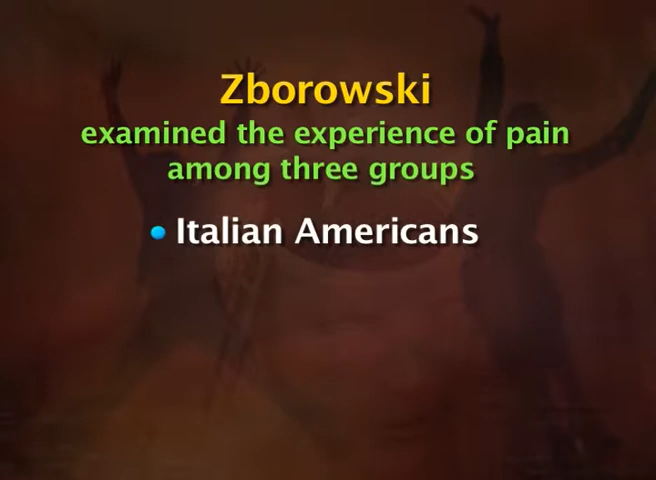 Zborowski
examined the experience of pain
among three groups
• Italian Americans